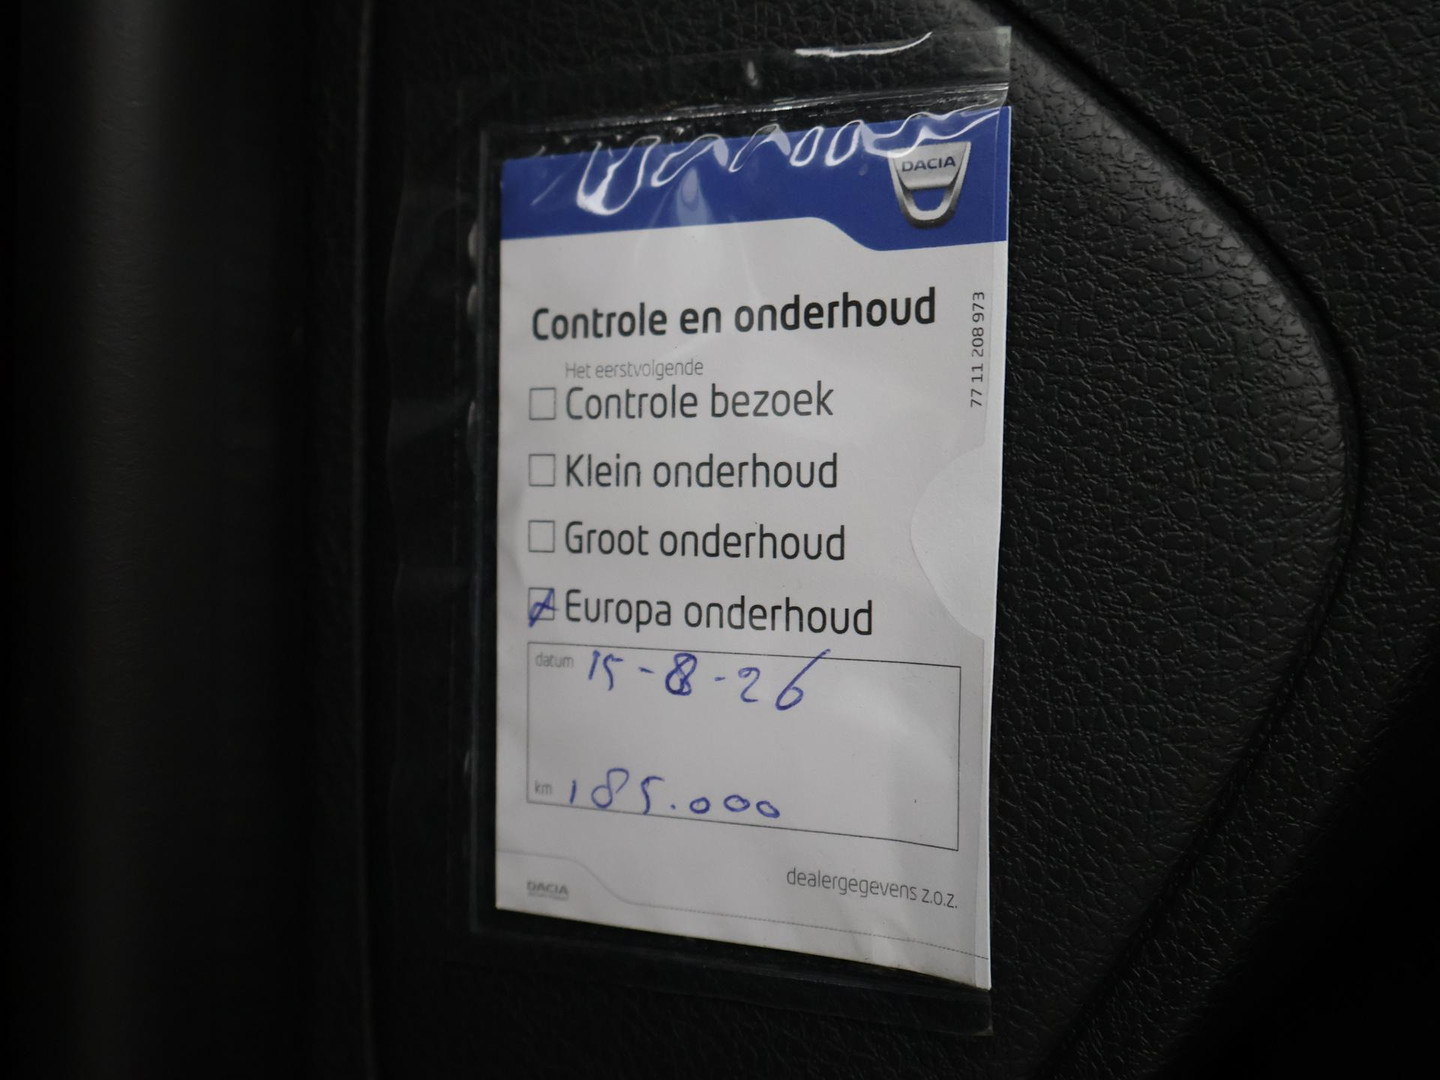 DACIA
Controle en onderhoud
77 11 208 973
Het eerstvolgende
Controle bezoek
Klein onderhoud
Groot onderhoud
Europa onderhoud
datum 15-8-26
km 185.000
dealergegevens z.o.z.
DACIA